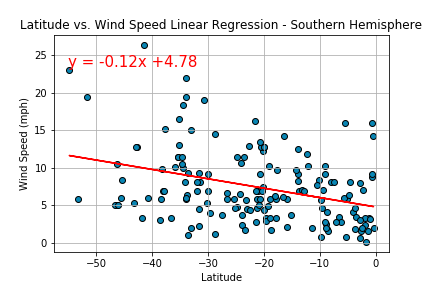 Latitude vs. Wind Speed Linear Regression - Southern Hemisphere
y = -0.12x +4.78
25
20
15
10
5
0
Wind Speed (mph)
−50 −40 −30 −20 −10 0
Latitude